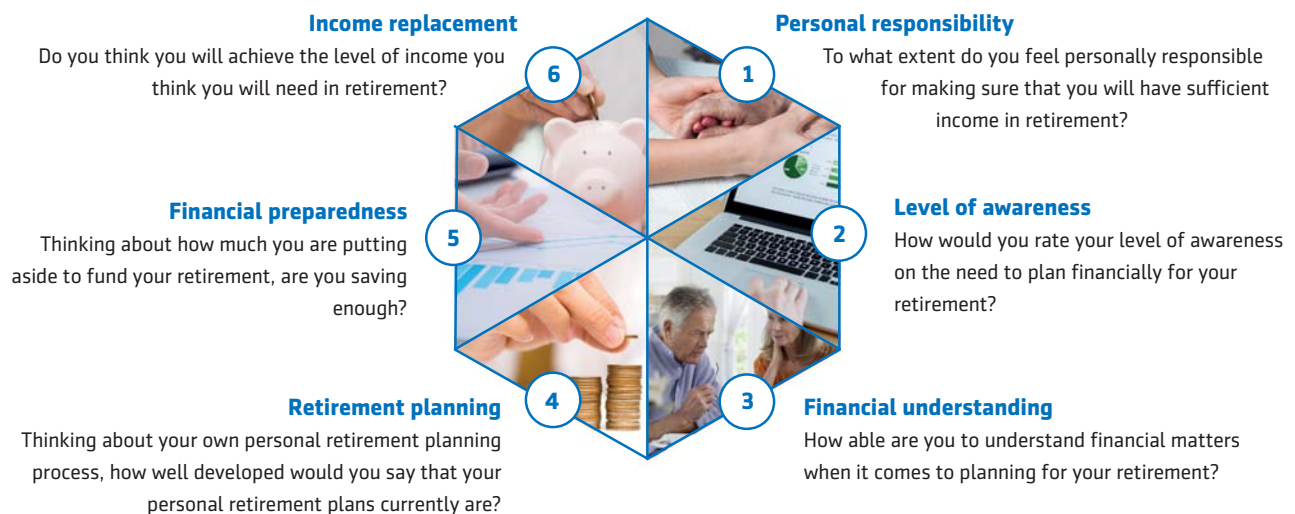 Personal responsibility
1
To what extent do you feel personally responsible
for making sure that you will have sufficient
income in retirement?
Level of awareness
2
How would you rate your level of awareness
on the need to plan financially for your
retirement?
Financial understanding
3
How able are you to understand financial matters
when it comes to planning for your retirement?
Retirement planning
4
Thinking about your own personal retirement planning
process, how well developed would you say that your
personal retirement plans currently are?
Financial preparedness
5
Thinking about how much you are putting
aside to fund your retirement, are you saving
enough?
Income replacement
6
Do you think you will achieve the level of income you
think you will need in retirement?